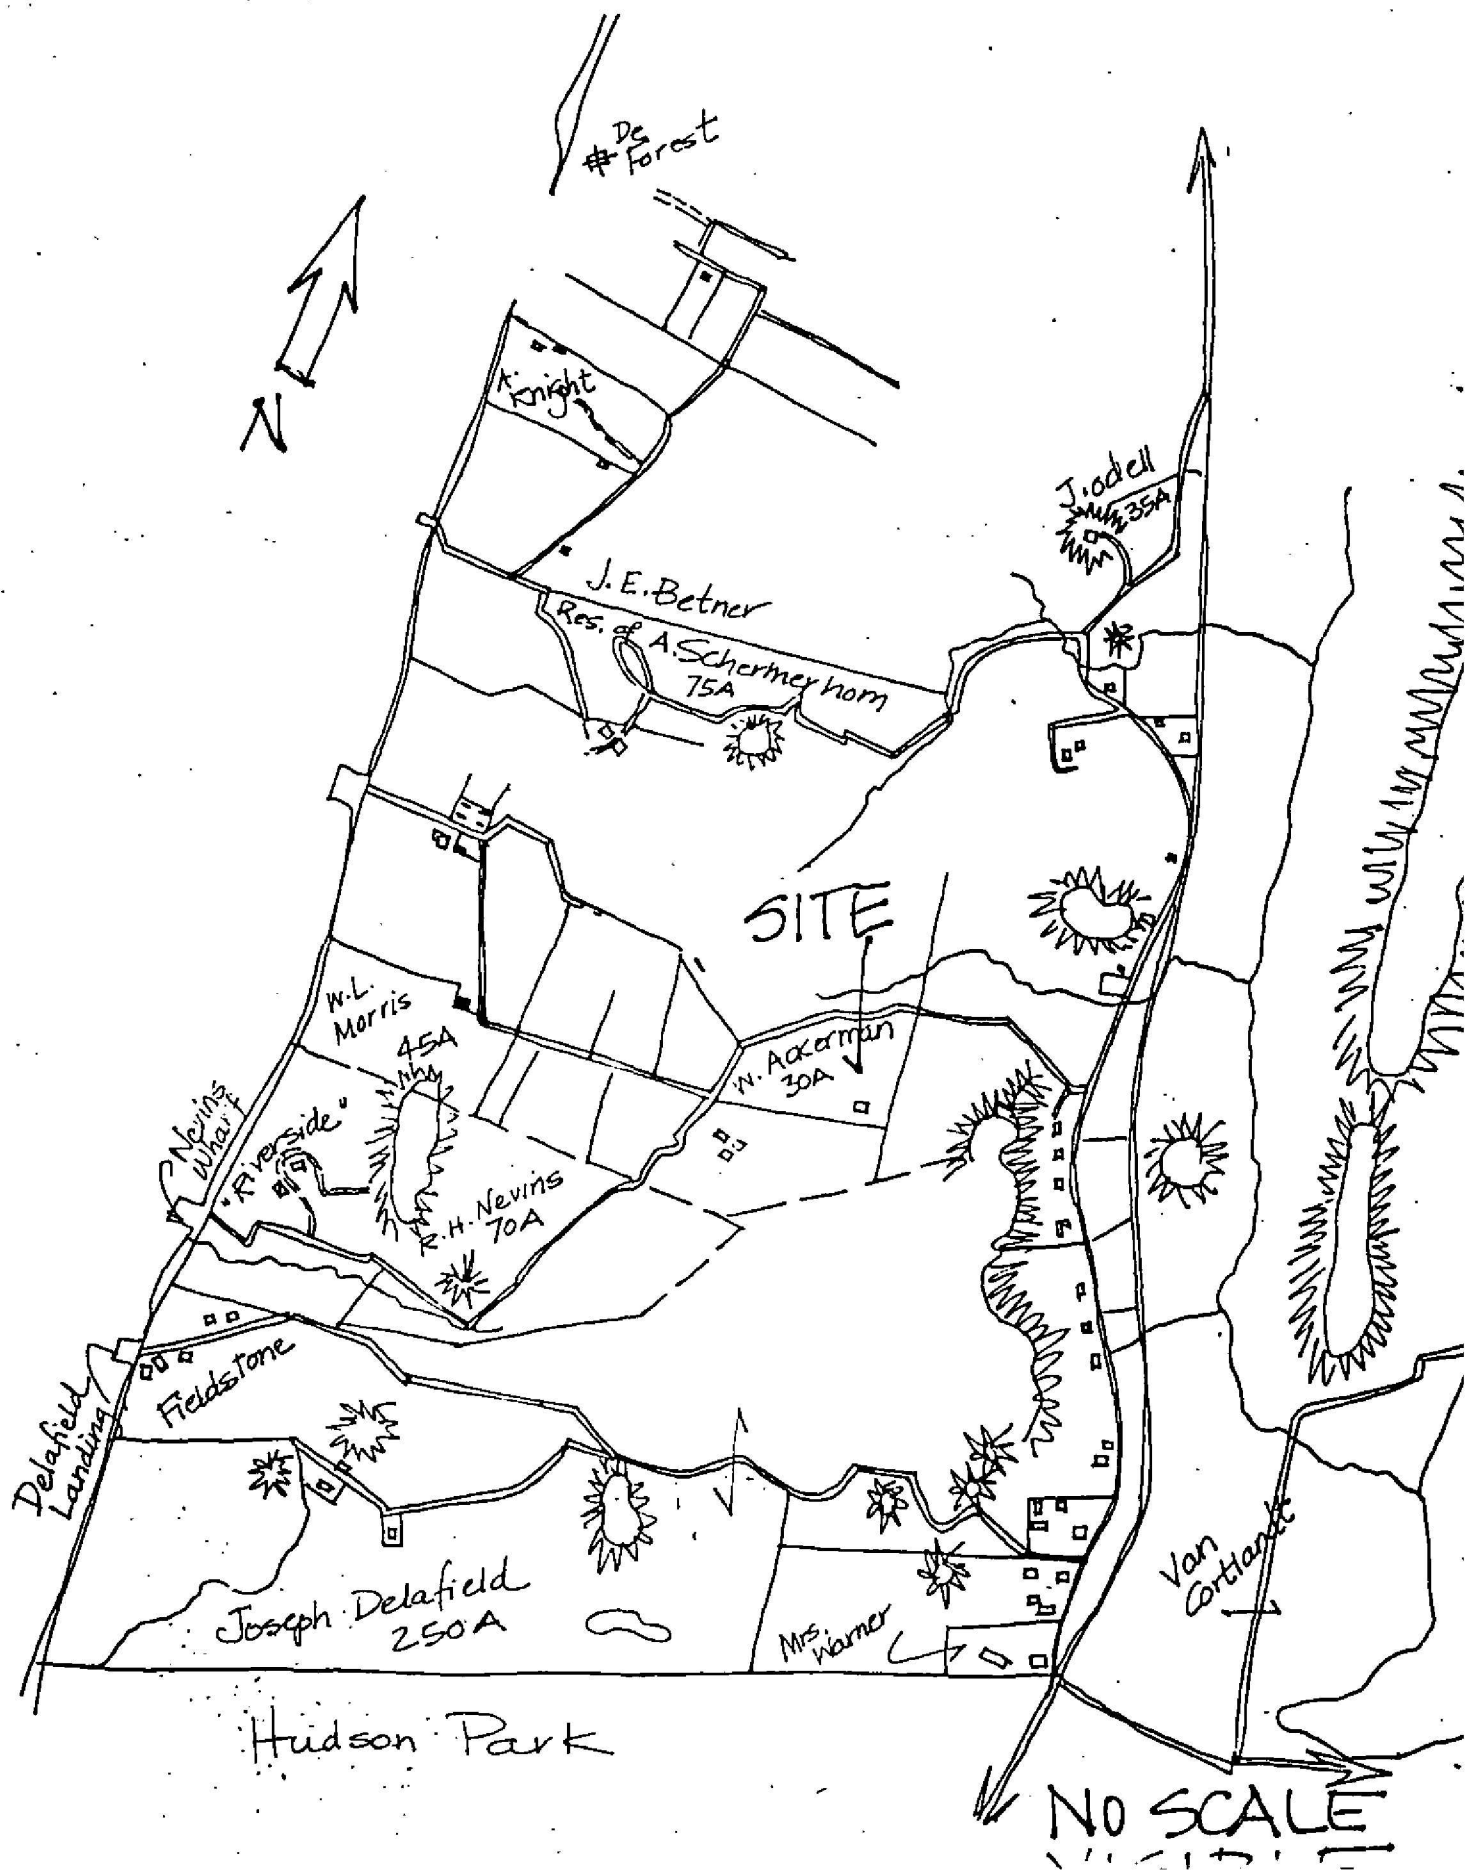 De
Forest
N
A.
Knight
J. Odell
35A
J. E. Betner
Res. of A. Schermerhorn
75A
SITE
W. L.
Morris
45A
W. Ackerman
30A
Nevins
Wharf
"Riverside"
R. H. Nevins
70A
Fieldstone
Delafield
Landing
Joseph Delafield
250A
Mrs.
Warner
Van
Cortlandt
Hudson Park
NO SCALE